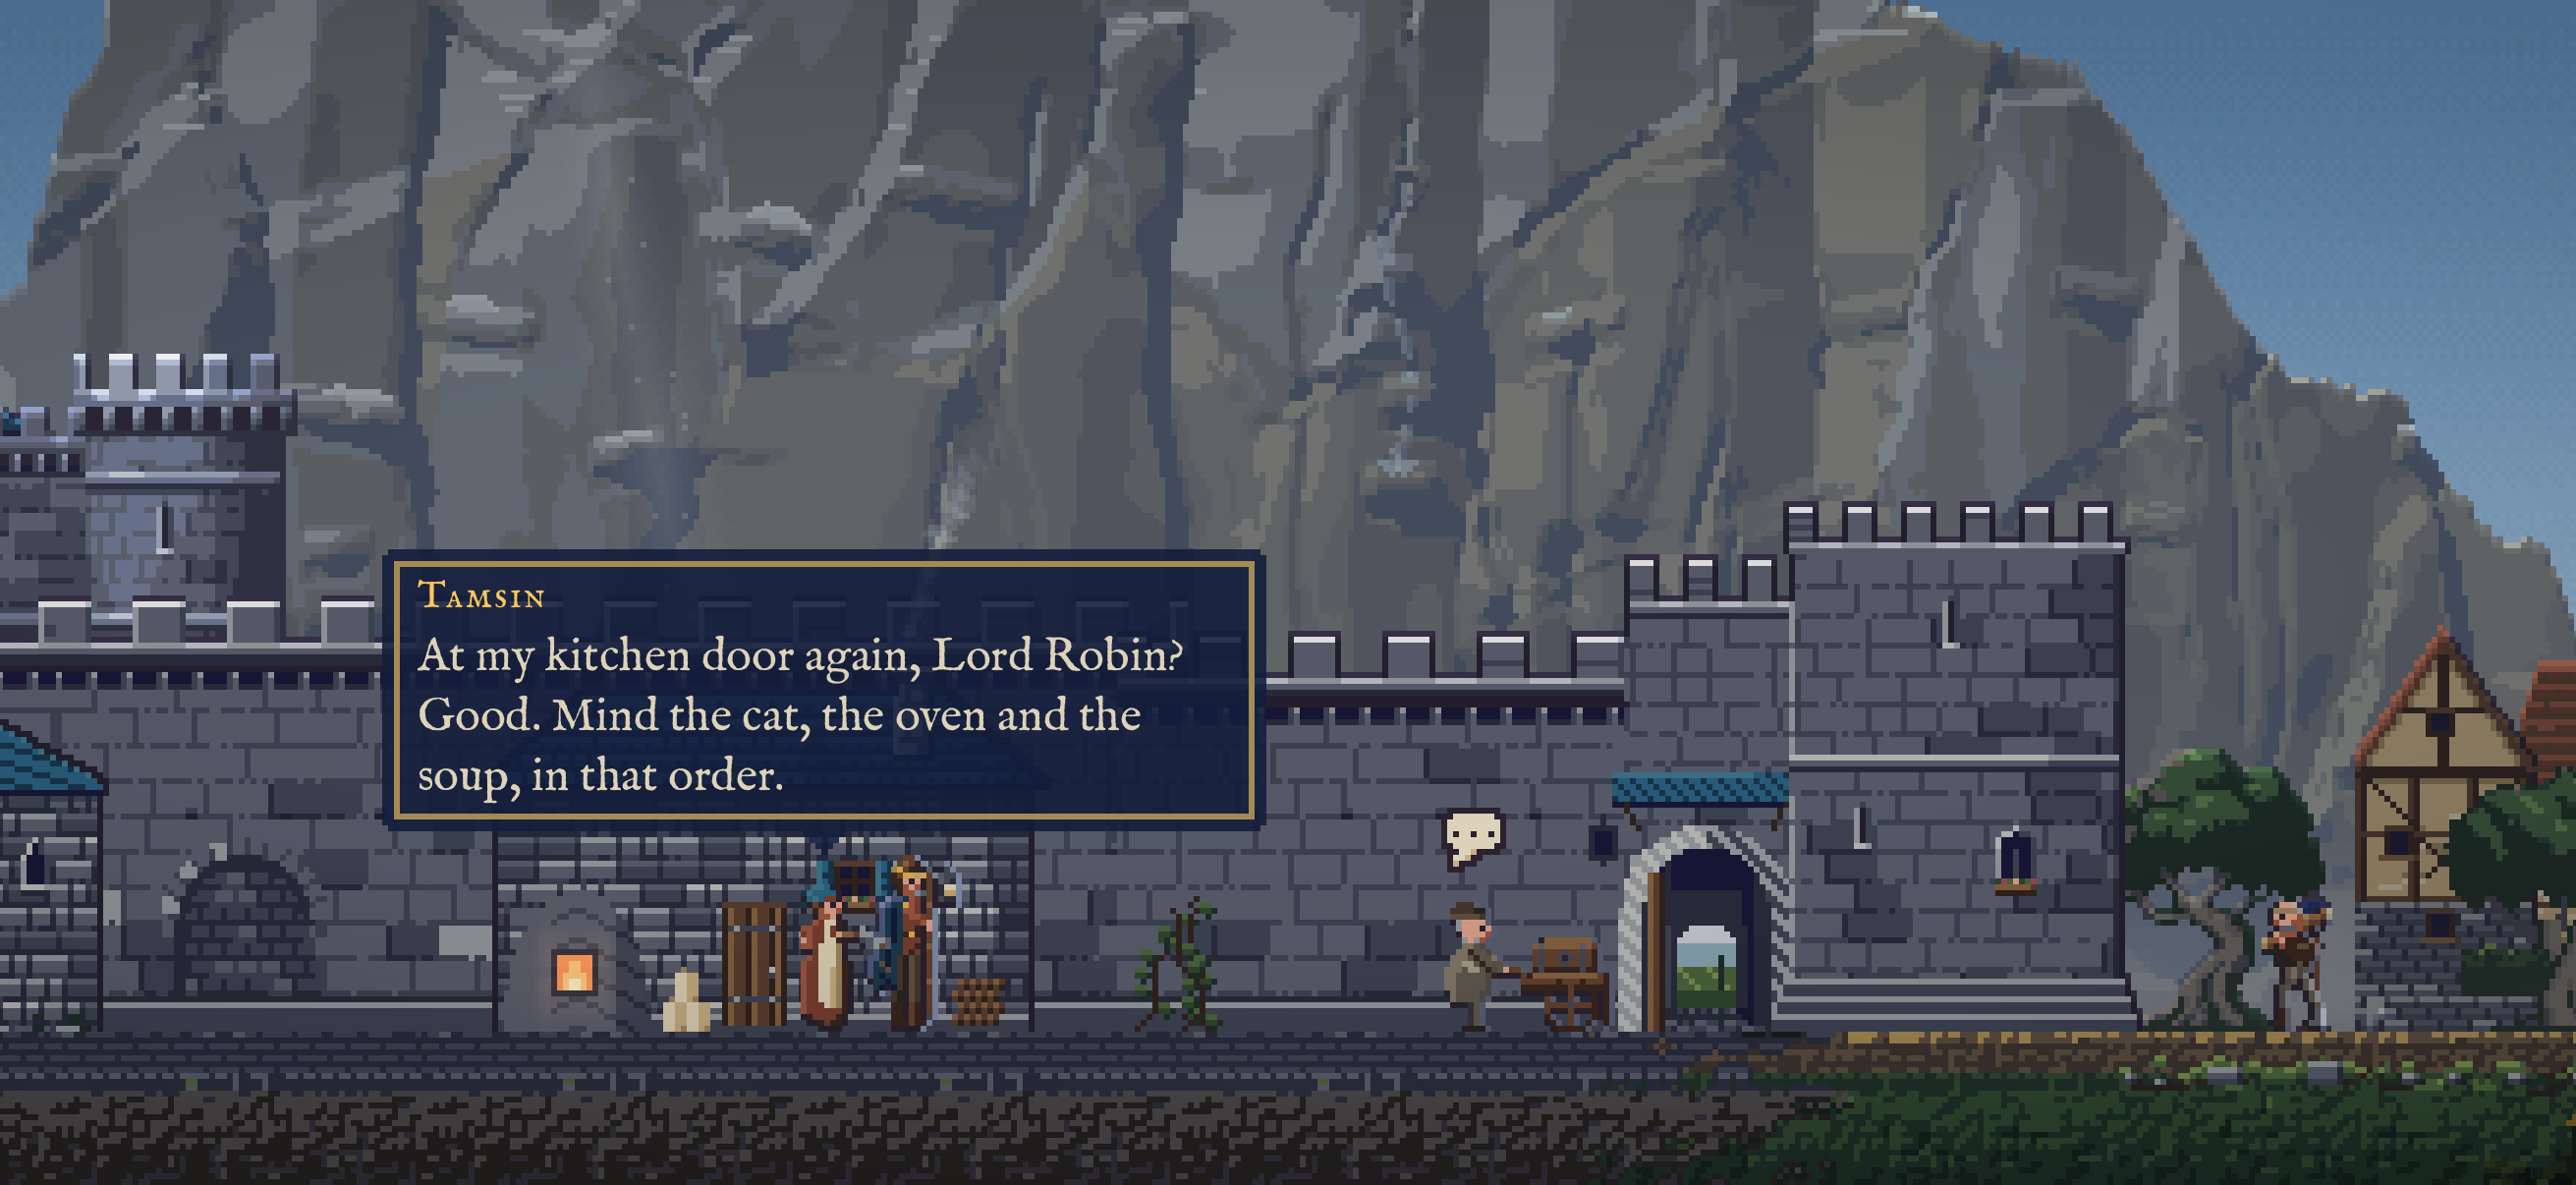 Tamsin
At my kitchen door again, Lord Robin?
Good. Mind the cat, the oven and the
soup, in that order.